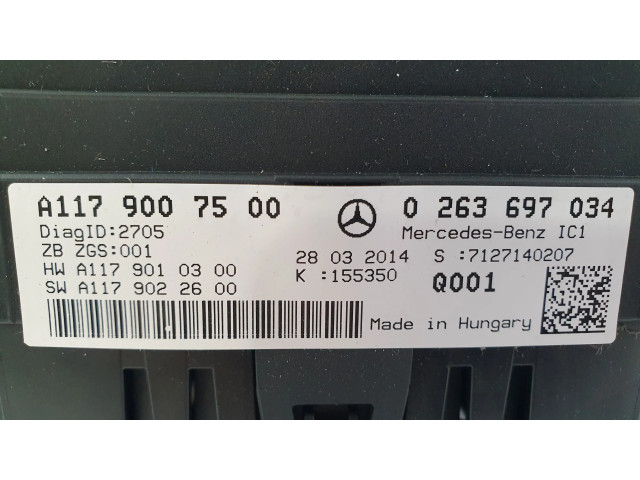 A117 900 75 00
0 263 697 034
DiagID:2705
Mercedes-Benz IC1
ZB ZGS:001
28 03 2014
S :7127140207
HW A117 901 03 00
K :155350
Q001
SW A117 902 26 00
Made in Hungary